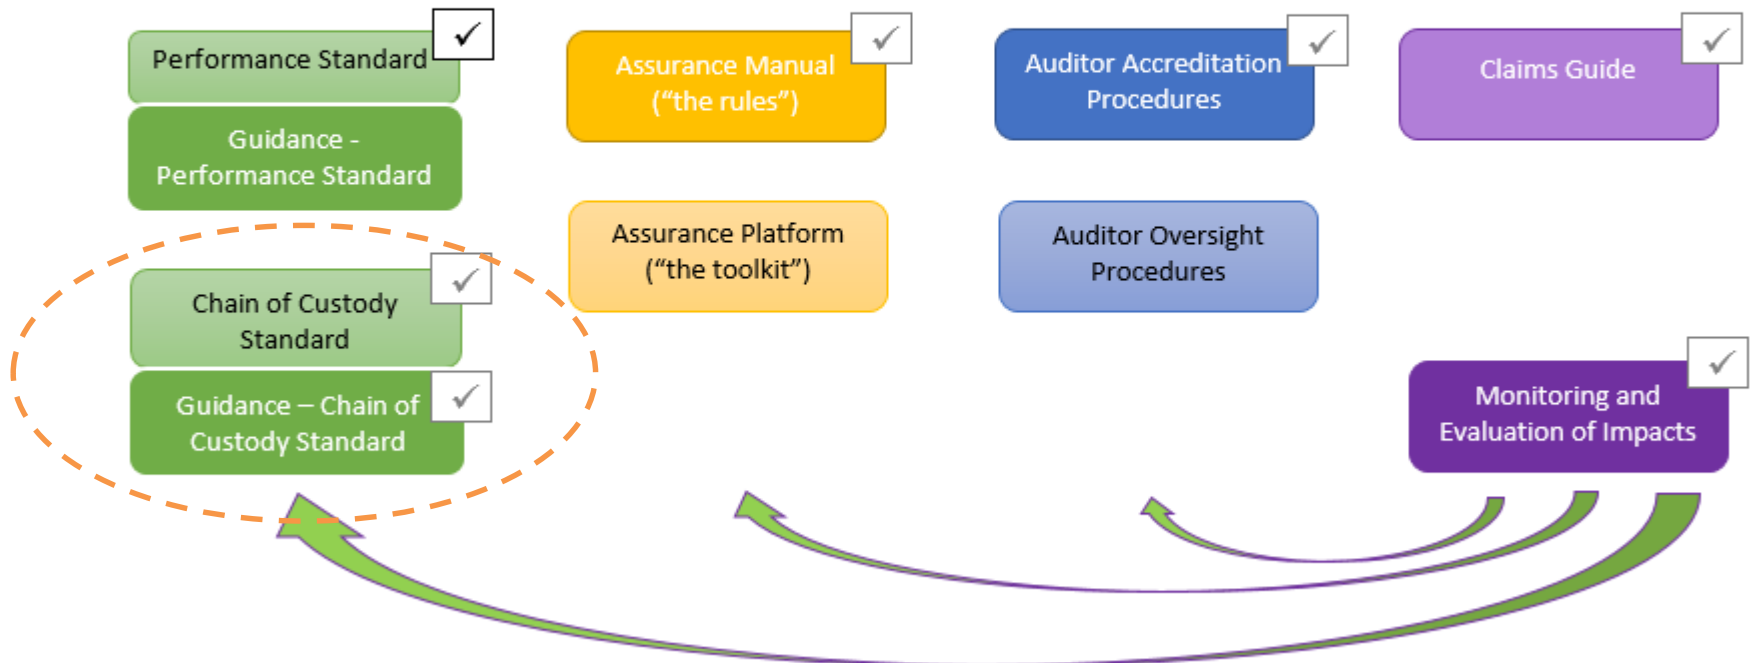 Performance Standard
Guidance -
Performance Standard
Chain of Custody
Standard
Guidance – Chain of
Custody Standard
Assurance Manual
(“the rules”)
Assurance Platform
(“the toolkit”)
Auditor Accreditation
Procedures
Auditor Oversight
Procedures
Claims Guide
Monitoring and
Evaluation of Impacts